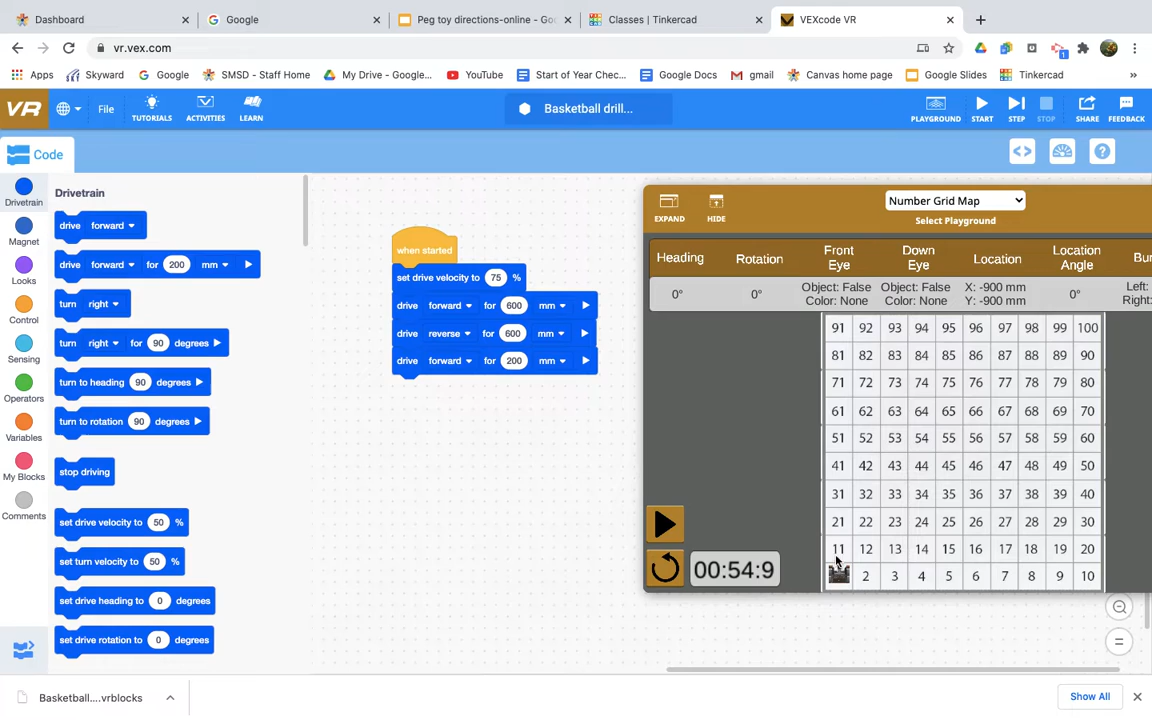 Dashboard
Google
Peg toy directions-online - Goo
Classes | Tinkercad
VEXcode VR
vr.vex.com
Apps
Skyward
Google
SMSD - Staff Home
My Drive - Google...
YouTube
Start of Year Chec...
Google Docs
gmail
Canvas home page
Google Slides
Tinkercad
»
VR
File
TUTORIALS
ACTIVITIES
LEARN
Basketball drill...
PLAYGROUND
START
STEP
STOP
SHARE
FEEDBACK
Code
Drivetrain
Magnet
Looks
Control
Sensing
Operators
Variables
My Blocks
Comments
Drivetrain
drive forward
drive forward for 200 mm
turn right
turn right for 90 degrees
turn to heading 90 degrees
turn to rotation 90 degrees
stop driving
set drive velocity to 50 %
set turn velocity to 50 %
set drive heading to 0 degrees
set drive rotation to 0 degrees
when started
set drive velocity to 75 %
drive forward for 600 mm
drive reverse for 600 mm
drive forward for 200 mm
EXPAND
HIDE
Number Grid Map
Select Playground
Heading Rotation Front Eye Down Eye Location Location Angle Bu
0° 0° Object: False Color: None Object: False Color: None X: -900 mm Y: -900 mm 0° Left: Right:
91 92 93 94 95 96 97 98 99 100
81 82 83 84 85 86 87 88 89 90
71 72 73 74 75 76 77 78 79 80
61 62 63 64 65 66 67 68 69 70
51 52 53 54 55 56 57 58 59 60
41 42 43 44 45 46 47 48 49 50
31 32 33 34 35 36 37 38 39 40
21 22 23 24 25 26 27 28 29 30
11 12 13 14 15 16 17 18 19 20
2 3 4 5 6 7 8 9 10
00:54:9
Basketball....vrblocks
Show All